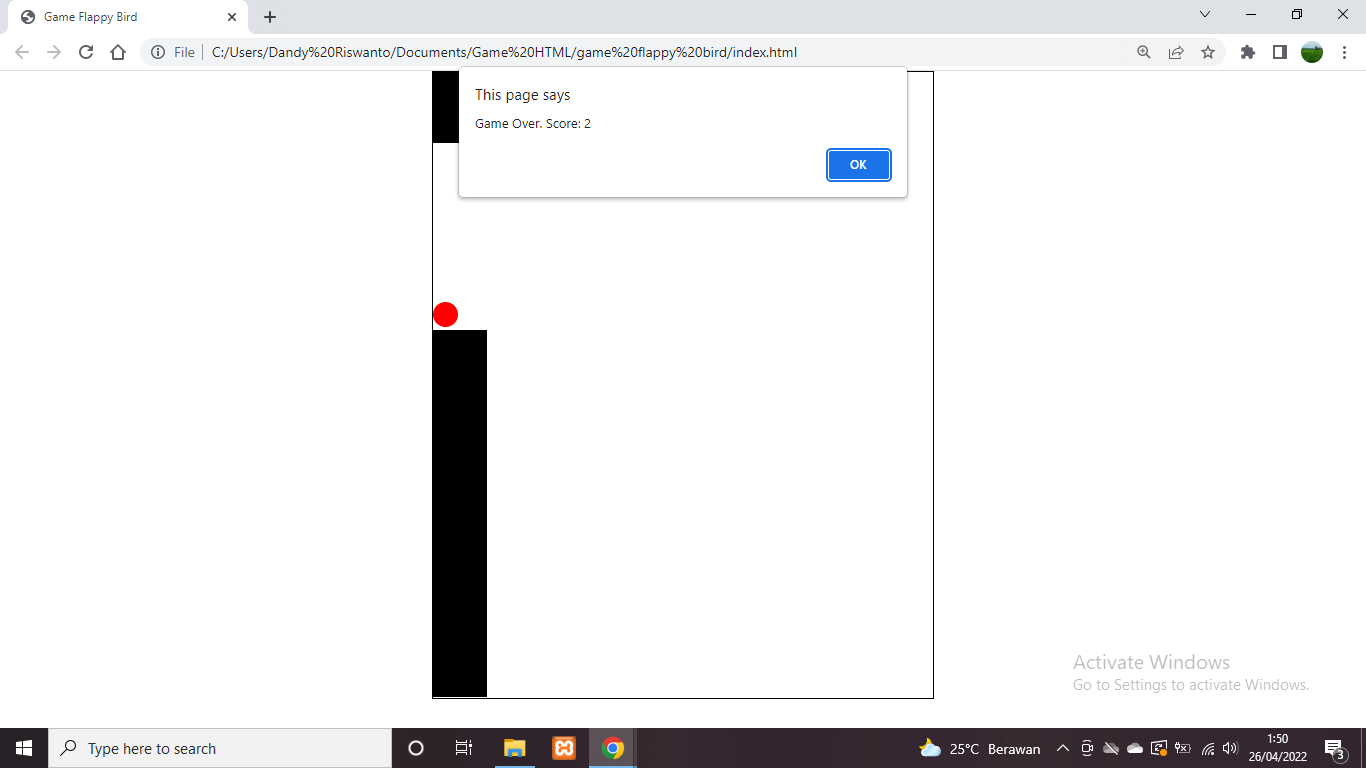 Game Flappy Bird
File
C:/Users/Dandy%20Riswanto/Documents/Game%20HTML/game%20flappy%20bird/index.html
This page says
Game Over. Score: 2
OK
Activate Windows
Go to Settings to activate Windows.
Type here to search
25°C Berawan
1:50
26/04/2022
3